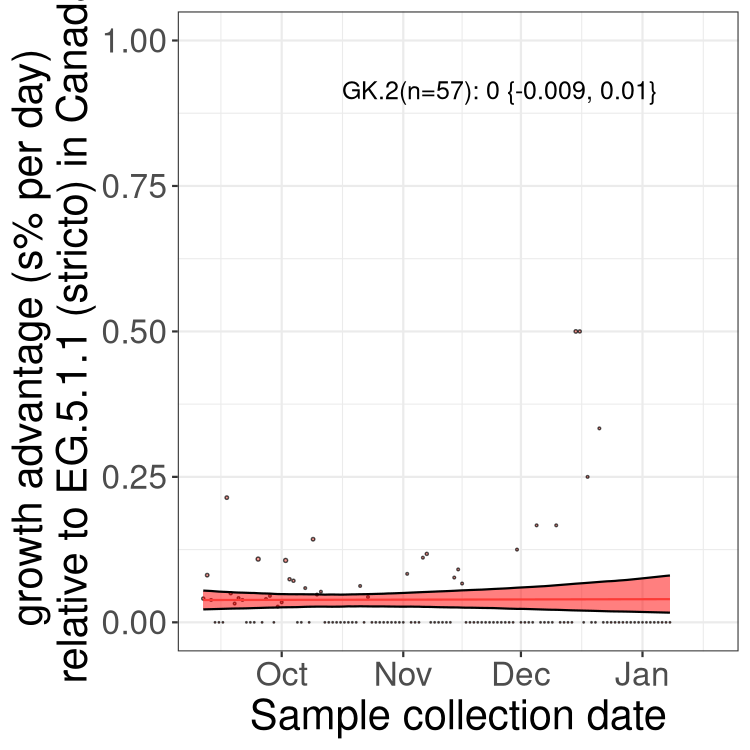 growth advantage (s% per day)
relative to EG.5.1.1 (stricto) in Canada
1.00
0.75
0.50
0.25
0.00
GK.2(n=57): 0 {-0.009, 0.01}
Oct Nov Dec Jan
Sample collection date